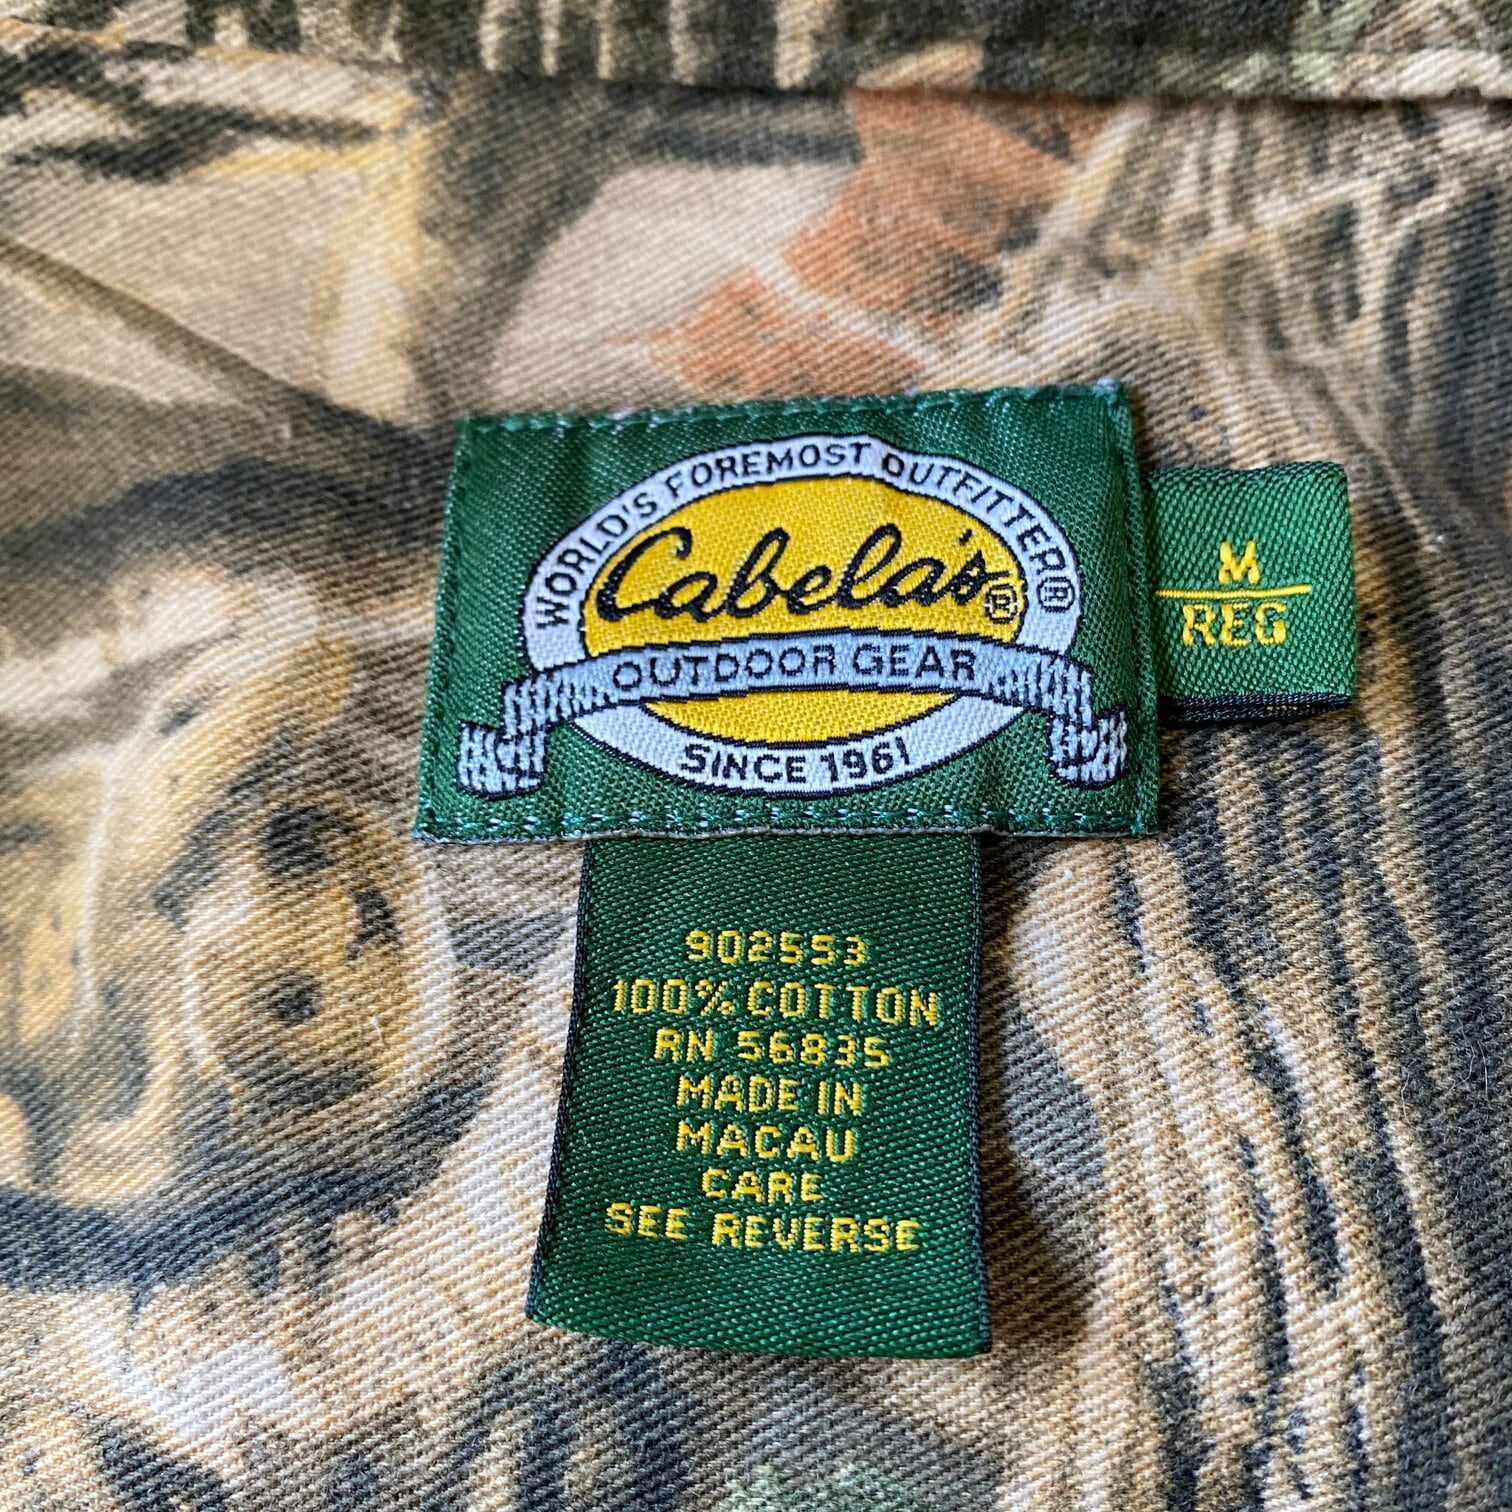 WORLD'S FOREMOST OUTFITTER®
Cabela's®
OUTDOOR GEAR
SINCE 1961
M
REG
902553
100% COTTON
RN 56835
MADE IN
MACAU
CARE
SEE REVERSE